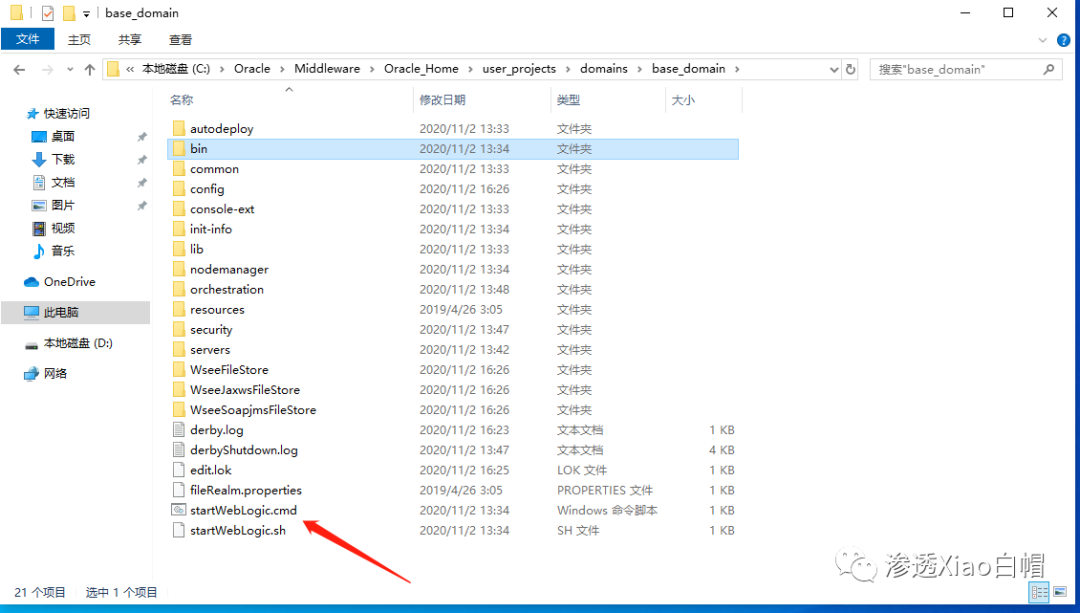 base_domain
文件 主页 共享 查看
« 本地磁盘 (C:) › Oracle › Middleware › Oracle_Home › user_projects › domains › base_domain › 搜索"base_domain"
名称 修改日期 类型 大小
快速访问
桌面
下载
文档
图片
视频
音乐
OneDrive
此电脑
本地磁盘 (D:)
网络
autodeploy 2020/11/2 13:33 文件夹
bin 2020/11/2 13:34 文件夹
common 2020/11/2 13:33 文件夹
config 2020/11/2 16:26 文件夹
console-ext 2020/11/2 13:33 文件夹
init-info 2020/11/2 13:34 文件夹
lib 2020/11/2 13:33 文件夹
nodemanager 2020/11/2 13:34 文件夹
orchestration 2020/11/2 13:48 文件夹
resources 2019/4/26 3:05 文件夹
security 2020/11/2 13:47 文件夹
servers 2020/11/2 13:42 文件夹
WseeFileStore 2020/11/2 16:26 文件夹
WseeJaxwsFileStore 2020/11/2 16:26 文件夹
WseeSoapjmsFileStore 2020/11/2 16:26 文件夹
derby.log 2020/11/2 16:23 文本文档 1 KB
derbyShutdown.log 2020/11/2 13:47 文本文档 4 KB
edit.lok 2020/11/2 16:25 LOK 文件 1 KB
fileRealm.properties 2019/4/26 3:05 PROPERTIES 文件 1 KB
startWebLogic.cmd 2020/11/2 13:34 Windows 命令脚本 1 KB
startWebLogic.sh 2020/11/2 13:34 SH 文件 1 KB
渗透Xiao白帽
21 个项目 选中 1 个项目